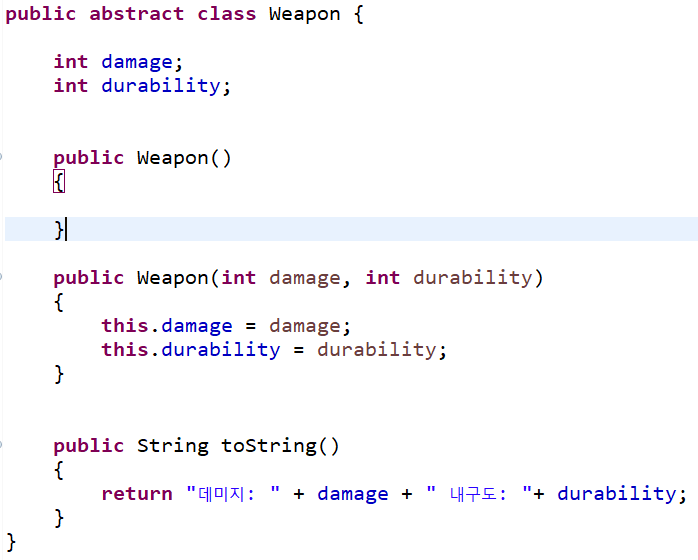 public abstract class Weapon {
int damage;
int durability;
public Weapon()
{
}
public Weapon(int damage, int durability)
{
this.damage = damage;
this.durability = durability;
}
public String toString()
{
return "데미지: " + damage + " 내구도: "+ durability;
}
}